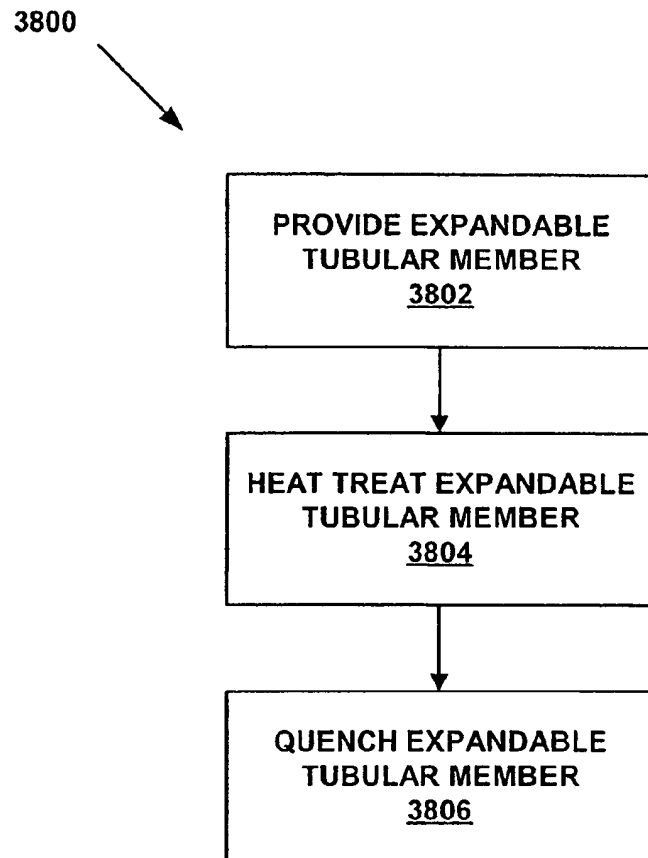 3800
PROVIDE EXPANDABLE
TUBULAR MEMBER
3802
HEAT TREAT EXPANDABLE
TUBULAR MEMBER
3804
QUENCH EXPANDABLE
TUBULAR MEMBER
3806